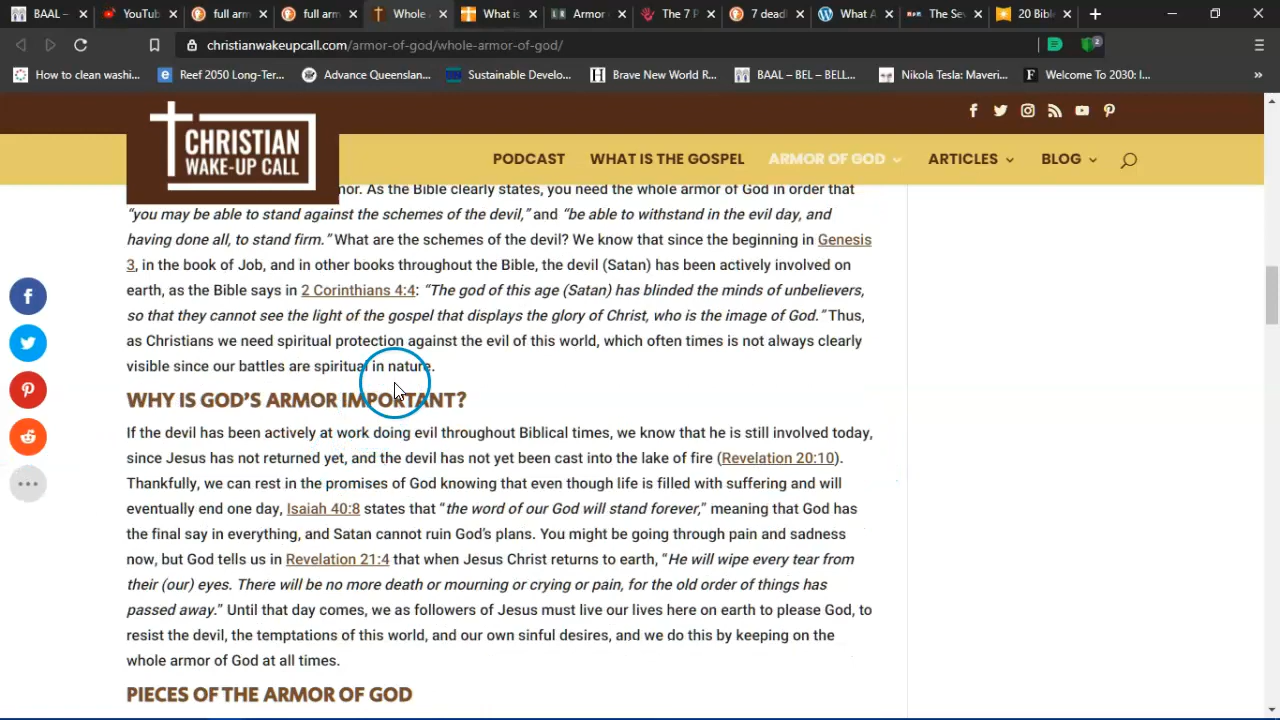 BAAL –
YouTub
full arm
full arm
Whole
What is
Armor
The 7 P
7 deadl
What A
The Se
20 Bibl
christianwakeupcall.com/armor-of-god/whole-armor-of-god/
2
How to clean washi...
Reef 2050 Long-Ter...
Advance Queenslan...
Sustainable Develo...
Brave New World R...
BAAL – BEL – BELL...
Nikola Tesla: Maveri...
Welcome To 2030: I...
CHRISTIAN
WAKE-UP CALL
PODCAST
WHAT IS THE GOSPEL
ARMOR OF GOD
ARTICLES
BLOG
mor. As the Bible clearly states, you need the whole armor of God in order that
“you may be able to stand against the schemes of the devil,” and “be able to withstand in the evil day, and
having done all, to stand firm.” What are the schemes of the devil? We know that since the beginning in Genesis
3, in the book of Job, and in other books throughout the Bible, the devil (Satan) has been actively involved on
earth, as the Bible says in 2 Corinthians 4:4: “The god of this age (Satan) has blinded the minds of unbelievers,
so that they cannot see the light of the gospel that displays the glory of Christ, who is the image of God.” Thus,
as Christians we need spiritual protection against the evil of this world, which often times is not always clearly
visible since our battles are spiritual in nature.
WHY IS GOD’S ARMOR IMPORTANT?
If the devil has been actively at work doing evil throughout Biblical times, we know that he is still involved today,
since Jesus has not returned yet, and the devil has not yet been cast into the lake of fire (Revelation 20:10).
Thankfully, we can rest in the promises of God knowing that even though life is filled with suffering and will
eventually end one day, Isaiah 40:8 states that “the word of our God will stand forever,” meaning that God has
the final say in everything, and Satan cannot ruin God’s plans. You might be going through pain and sadness
now, but God tells us in Revelation 21:4 that when Jesus Christ returns to earth, “He will wipe every tear from
their (our) eyes. There will be no more death or mourning or crying or pain, for the old order of things has
passed away.” Until that day comes, we as followers of Jesus must live our lives here on earth to please God, to
resist the devil, the temptations of this world, and our own sinful desires, and we do this by keeping on the
whole armor of God at all times.
PIECES OF THE ARMOR OF GOD